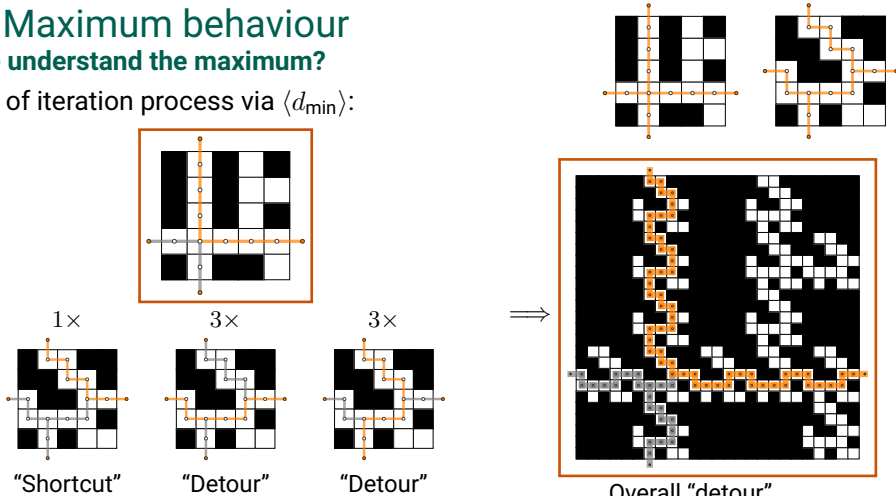 Maximum behaviour
understand the maximum?
of iteration process via ⟨d_min⟩:
1×
3×
3×
⟹
"Shortcut"
"Detour"
"Detour"
Overall "detour"